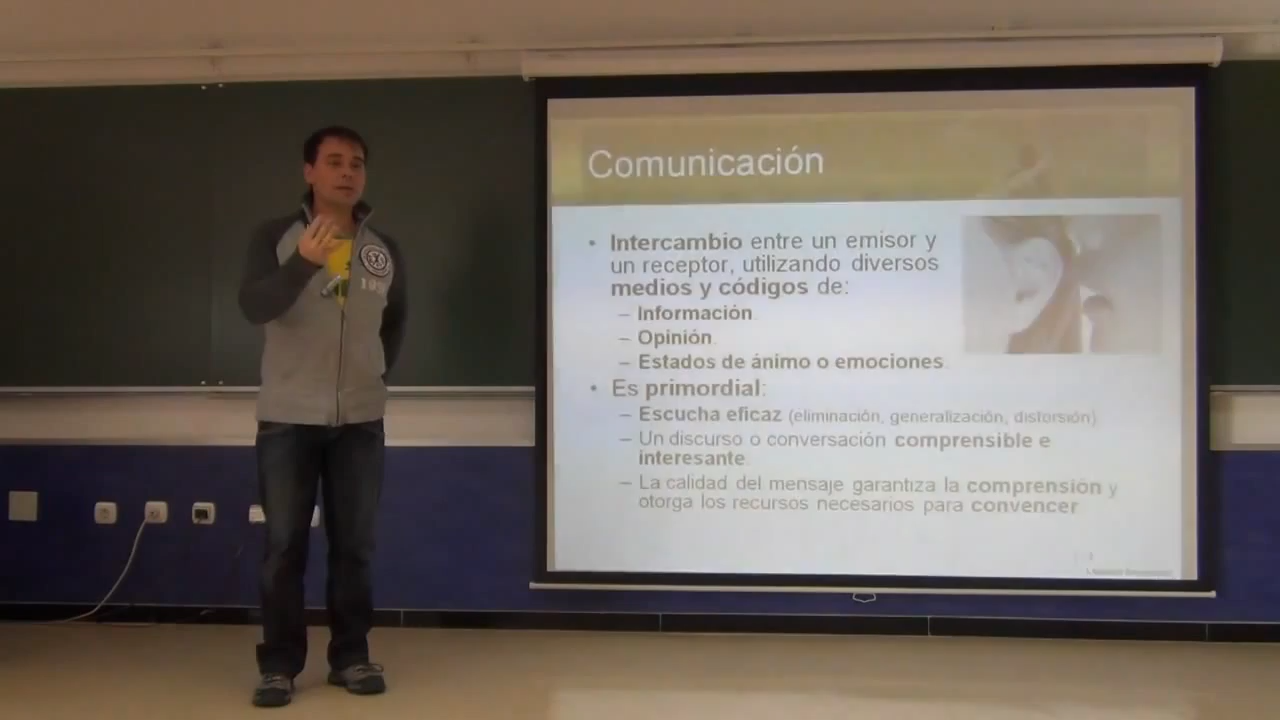 Comunicación
• Intercambio entre un emisor y
un receptor, utilizando diversos
medios y códigos de:
– Información.
– Opinión.
– Estados de ánimo o emociones.
• Es primordial:
– Escucha eficaz (eliminación, generalización, distorsión).
– Un discurso o conversación comprensible e
interesante.
– La calidad del mensaje garantiza la comprensión y
otorga los recursos necesarios para convencer.